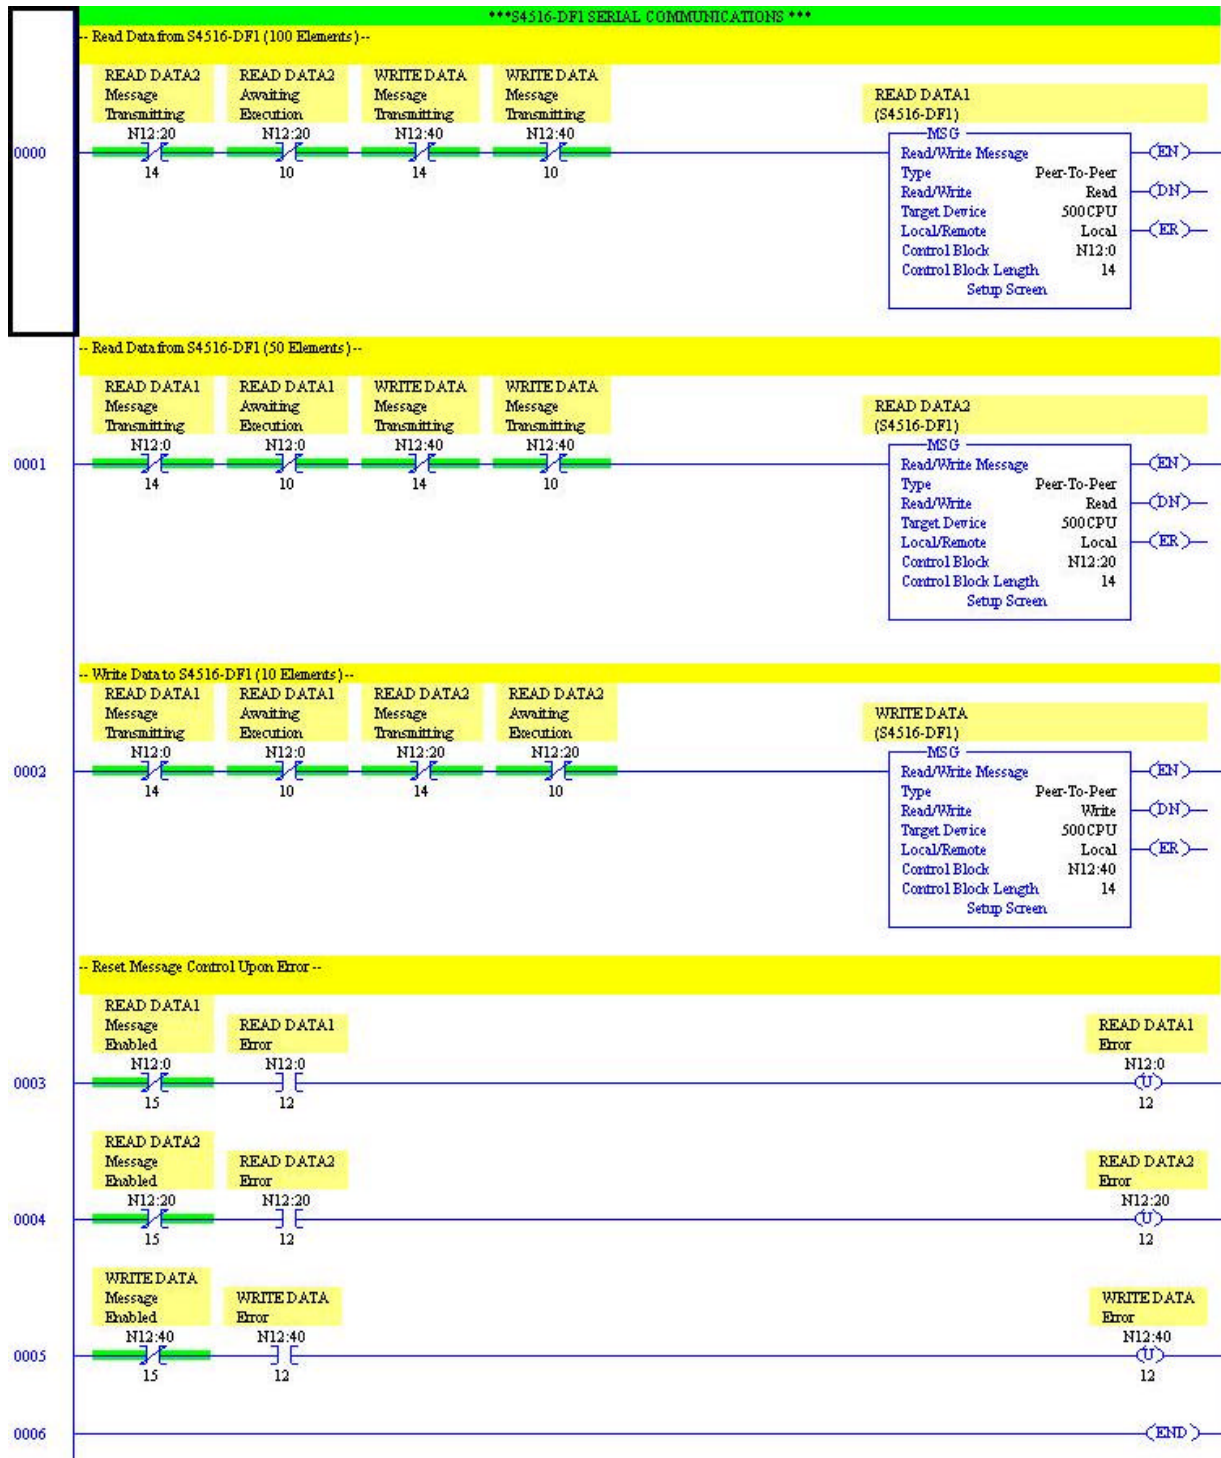 ***S4516-DF1 SERIAL COMMUNICATIONS ***
-- Read Data from S4516-DF1 (100 Elements)--
READ DATA2 READ DATA2 WRITE DATA WRITE DATA
Message Awaiting Message Message READ DATA1
Transmitting Execution Transmitting Transmitting (S4516-DF1)
N12:20 N12:20 N12:40 N12:40 MSG
0000 Read/Write Message EN
14 10 14 10 Type Peer-To-Peer
Read/Write Read DN
Target Device 500CPU
Local/Remote Local ER
Control Block N12:0
Control Block Length 14
Setup Screen
-- Read Data from S4516-DF1 (50 Elements)--
READ DATA1 READ DATA1 WRITE DATA WRITE DATA
Message Awaiting Message Message READ DATA2
Transmitting Execution Transmitting Transmitting (S4516-DF1)
N12:0 N12:0 N12:40 N12:40 MSG
0001 Read/Write Message EN
14 10 14 10 Type Peer-To-Peer
Read/Write Read DN
Target Device 500CPU
Local/Remote Local ER
Control Block N12:20
Control Block Length 14
Setup Screen
-- Write Data to S4516-DF1 (10 Elements)--
READ DATA1 READ DATA1 READ DATA2 READ DATA2
Message Awaiting Message Awaiting WRITE DATA
Transmitting Execution Transmitting Execution (S4516-DF1)
N12:0 N12:0 N12:20 N12:20 MSG
0002 Read/Write Message EN
14 10 14 10 Type Peer-To-Peer
Read/Write Write DN
Target Device 500CPU
Local/Remote Local ER
Control Block N12:40
Control Block Length 14
Setup Screen
-- Reset Message Control Upon Error --
READ DATA1
Message READ DATA1 READ DATA1
Enabled Error Error
N12:0 N12:0 N12:0
0003 U
15 12 12
READ DATA2
Message READ DATA2 READ DATA2
Enabled Error Error
N12:20 N12:20 N12:20
0004 U
15 12 12
WRITE DATA
Message WRITE DATA WRITE DATA
Enabled Error Error
N12:40 N12:40 N12:40
0005 U
15 12 12
0006 END